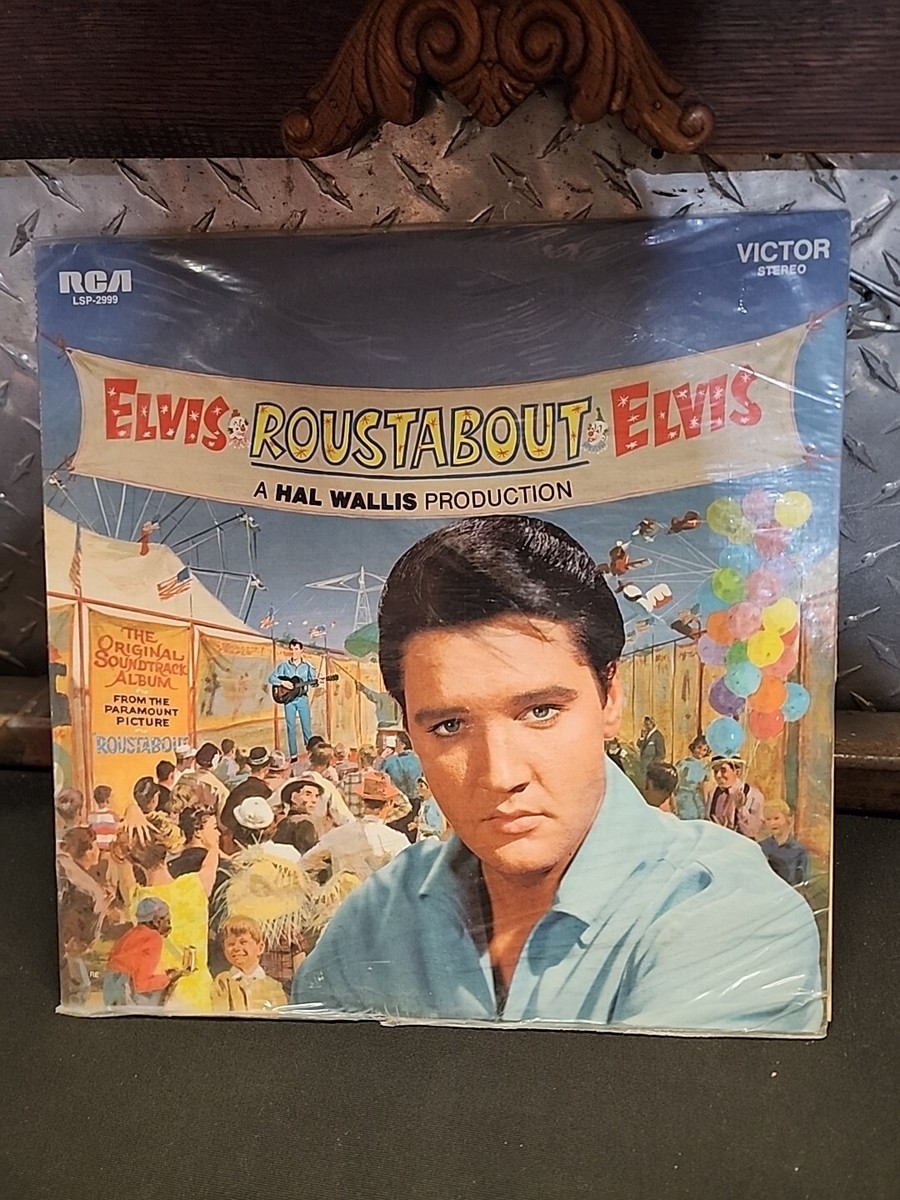 RCA
LSP-2999
VICTOR
STEREO
ELVIS ROUSTABOUT ELVIS
A HAL WALLIS PRODUCTION
THE
ORIGINAL
SOUNDTRACK
ALBUM
FROM THE
PARAMOUNT
PICTURE
ROUSTABOUT
RE